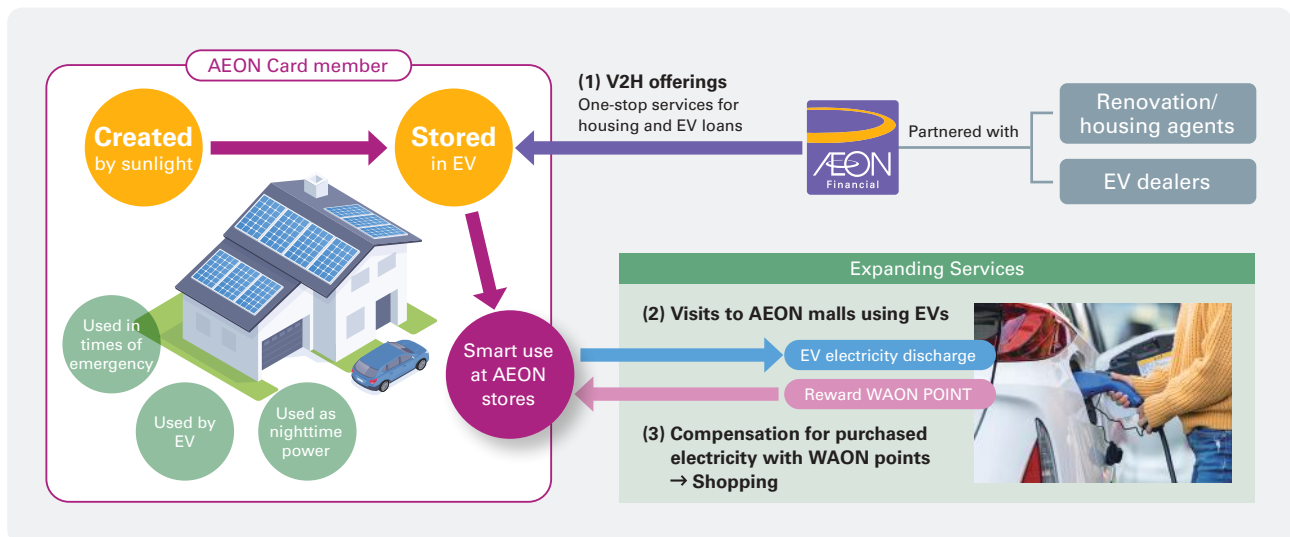 AEON Card member
Created
by sunlight
Stored
in EV
(1) V2H offerings
One-stop services for
housing and EV loans
AEON
Financial
Partnered with
Renovation/
housing agents
EV dealers
Used in
times of
emergency
Used by
EV
Used as
nighttime
power
Smart use
at AEON
stores
Expanding Services
(2) Visits to AEON malls using EVs
EV electricity discharge
Reward WAON POINT
(3) Compensation for purchased
electricity with WAON points
→ Shopping